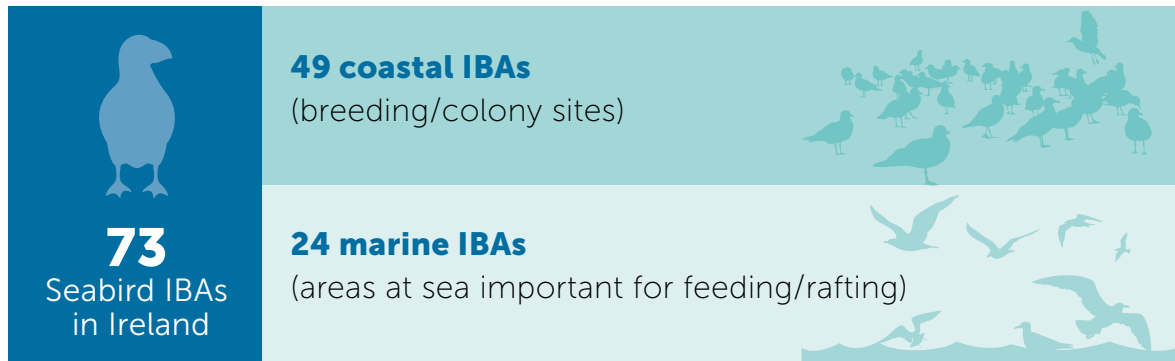 73
Seabird IBAs
in Ireland
49 coastal IBAs
(breeding/colony sites)
24 marine IBAs
(areas at sea important for feeding/rafting)